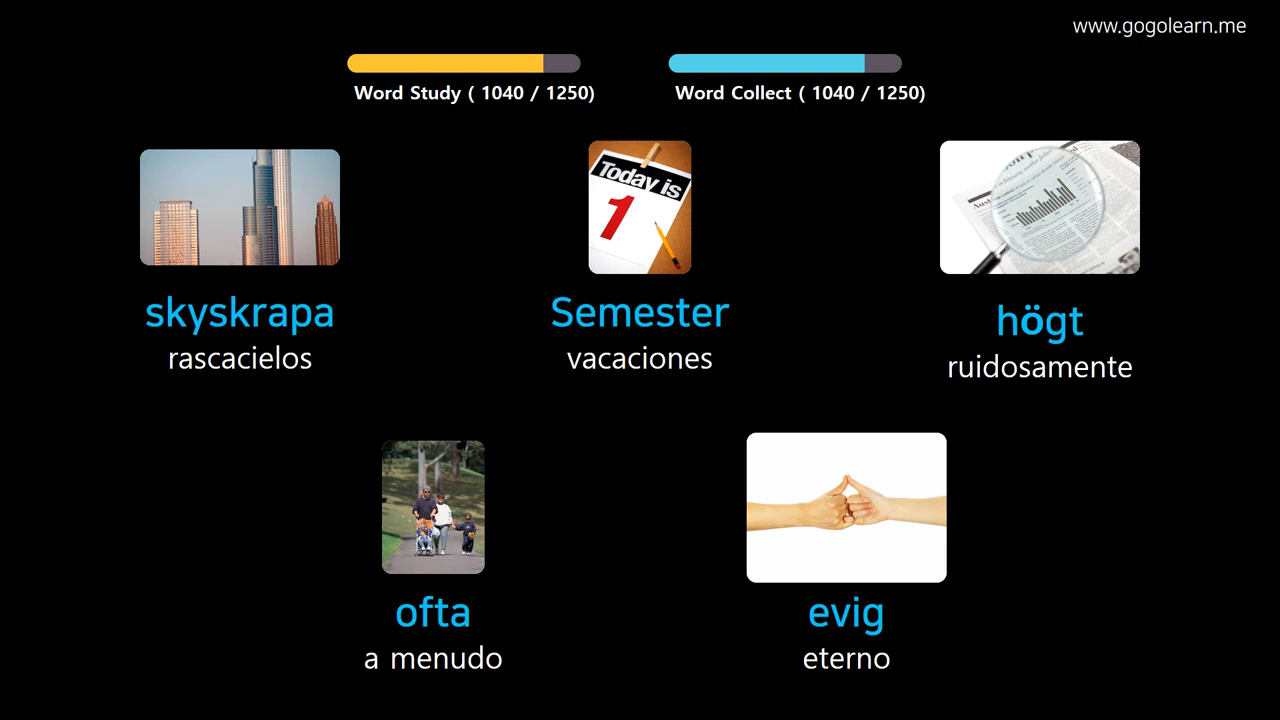 www.gogolearn.me
Word Study ( 1040 / 1250)
Word Collect ( 1040 / 1250)
Today is
1
skyskrapa
rascacielos
Semester
vacaciones
högt
ruidosamente
ofta
a menudo
evig
eterno